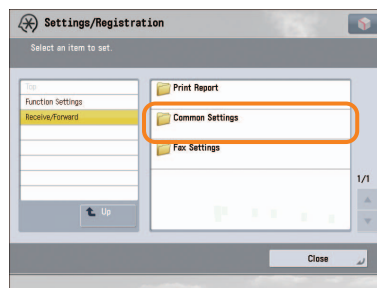 Settings/Registration
Select an item to set.
Top
Function Settings
Receive/Forward
Up
Print Report
Common Settings
Fax Settings
1/1
Close